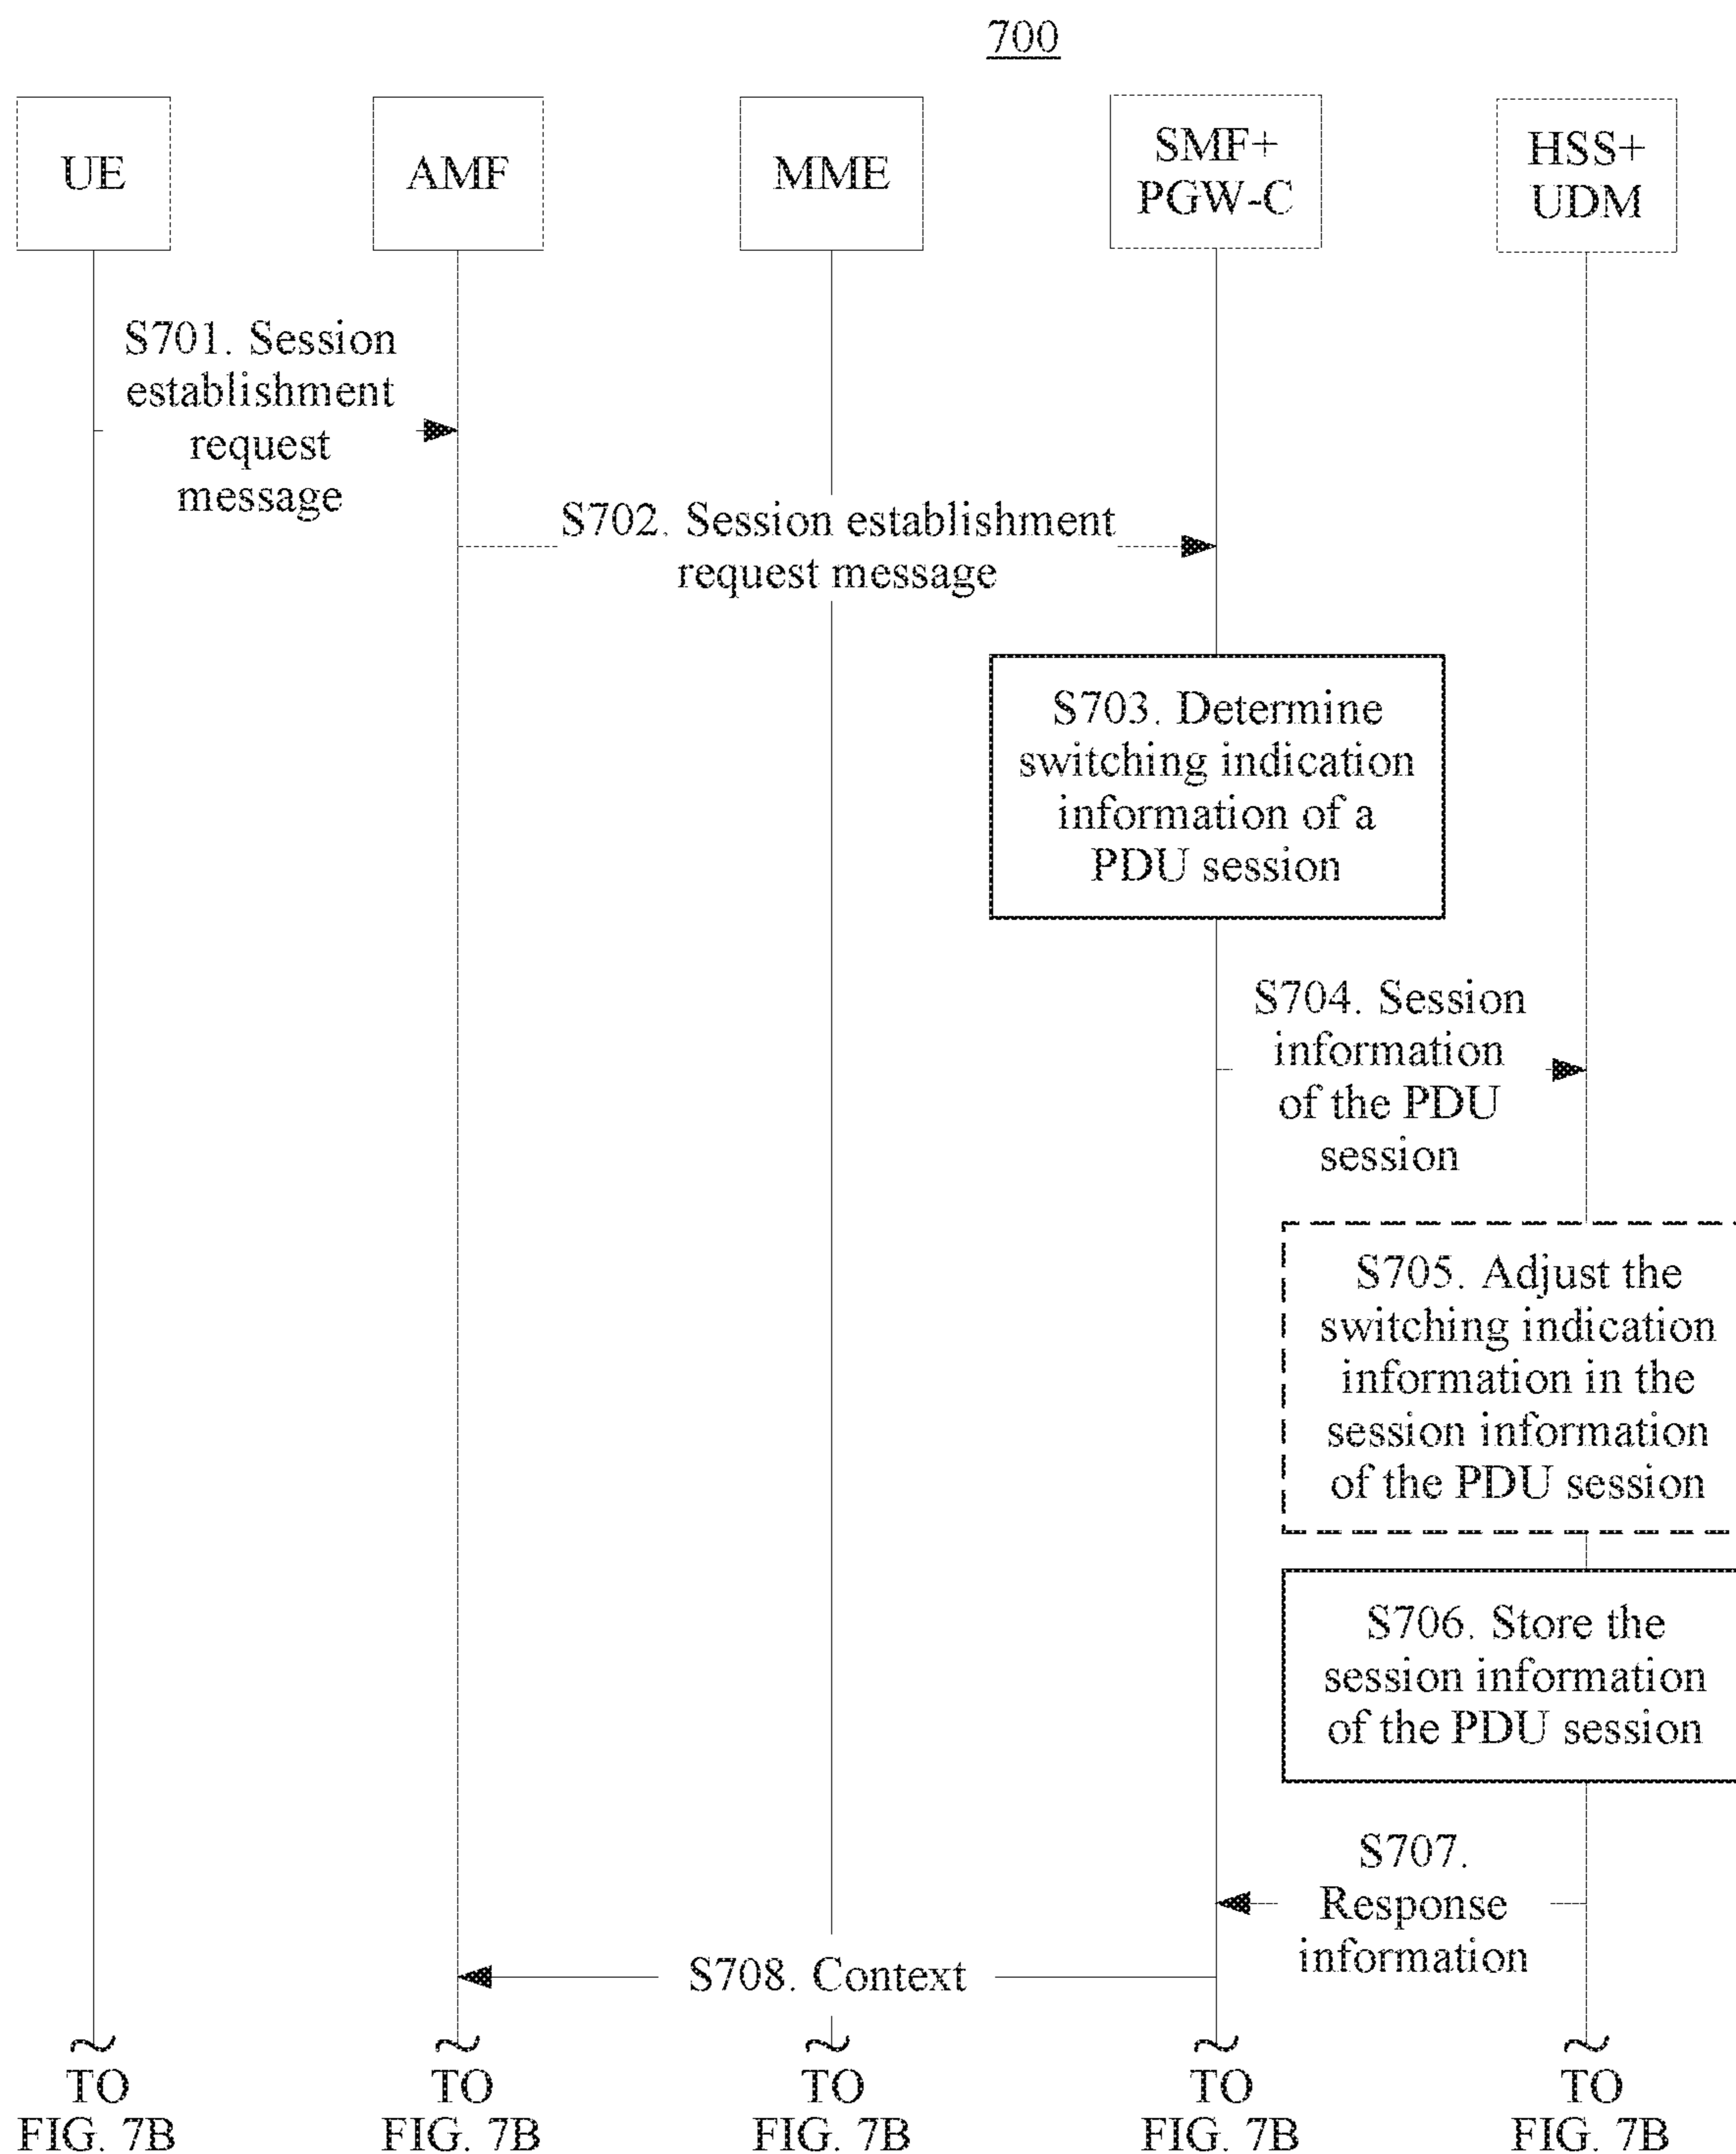 700
UE
AMF
MME
SMF+
PGW-C
HSS+
UDM
S701. Session
establishment
request
message
S702. Session establishment
request message
S703. Determine
switching indication
information of a
PDU session
S704. Session
information
of the PDU
session
S705. Adjust the
switching indication
information in the
session information
of the PDU session
S706. Store the
session information
of the PDU session
S707.
Response
information
S708. Context
TO
FIG. 7B
TO
FIG. 7B
TO
FIG. 7B
TO
FIG. 7B
TO
FIG. 7B